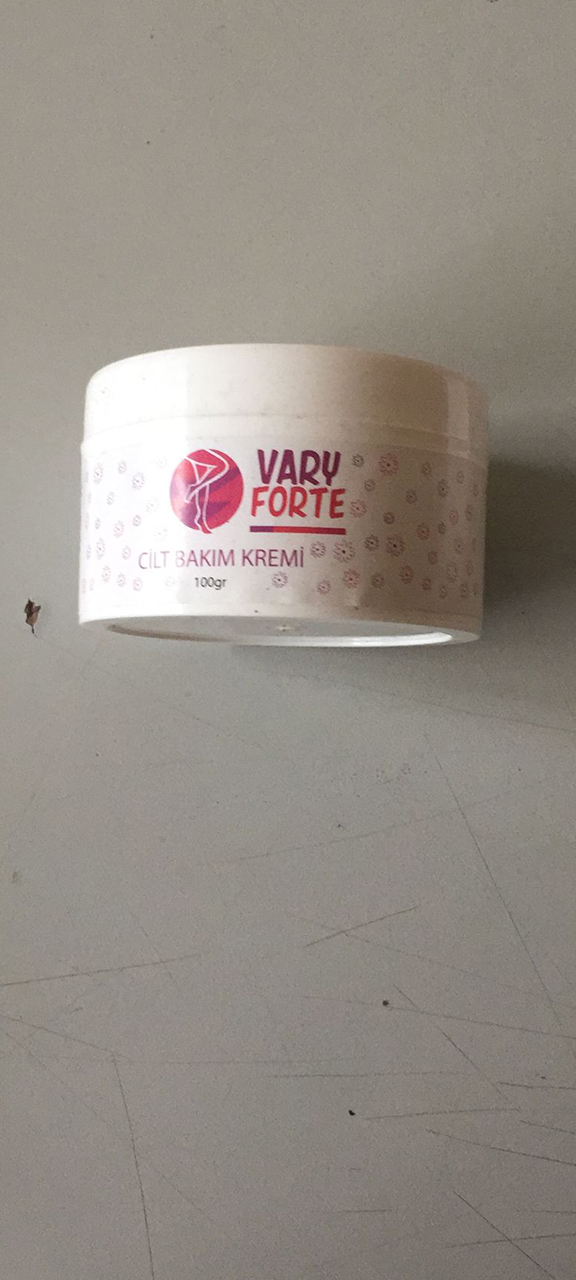 VARY
FORTE
CİLT BAKIM KREMİ
100gr